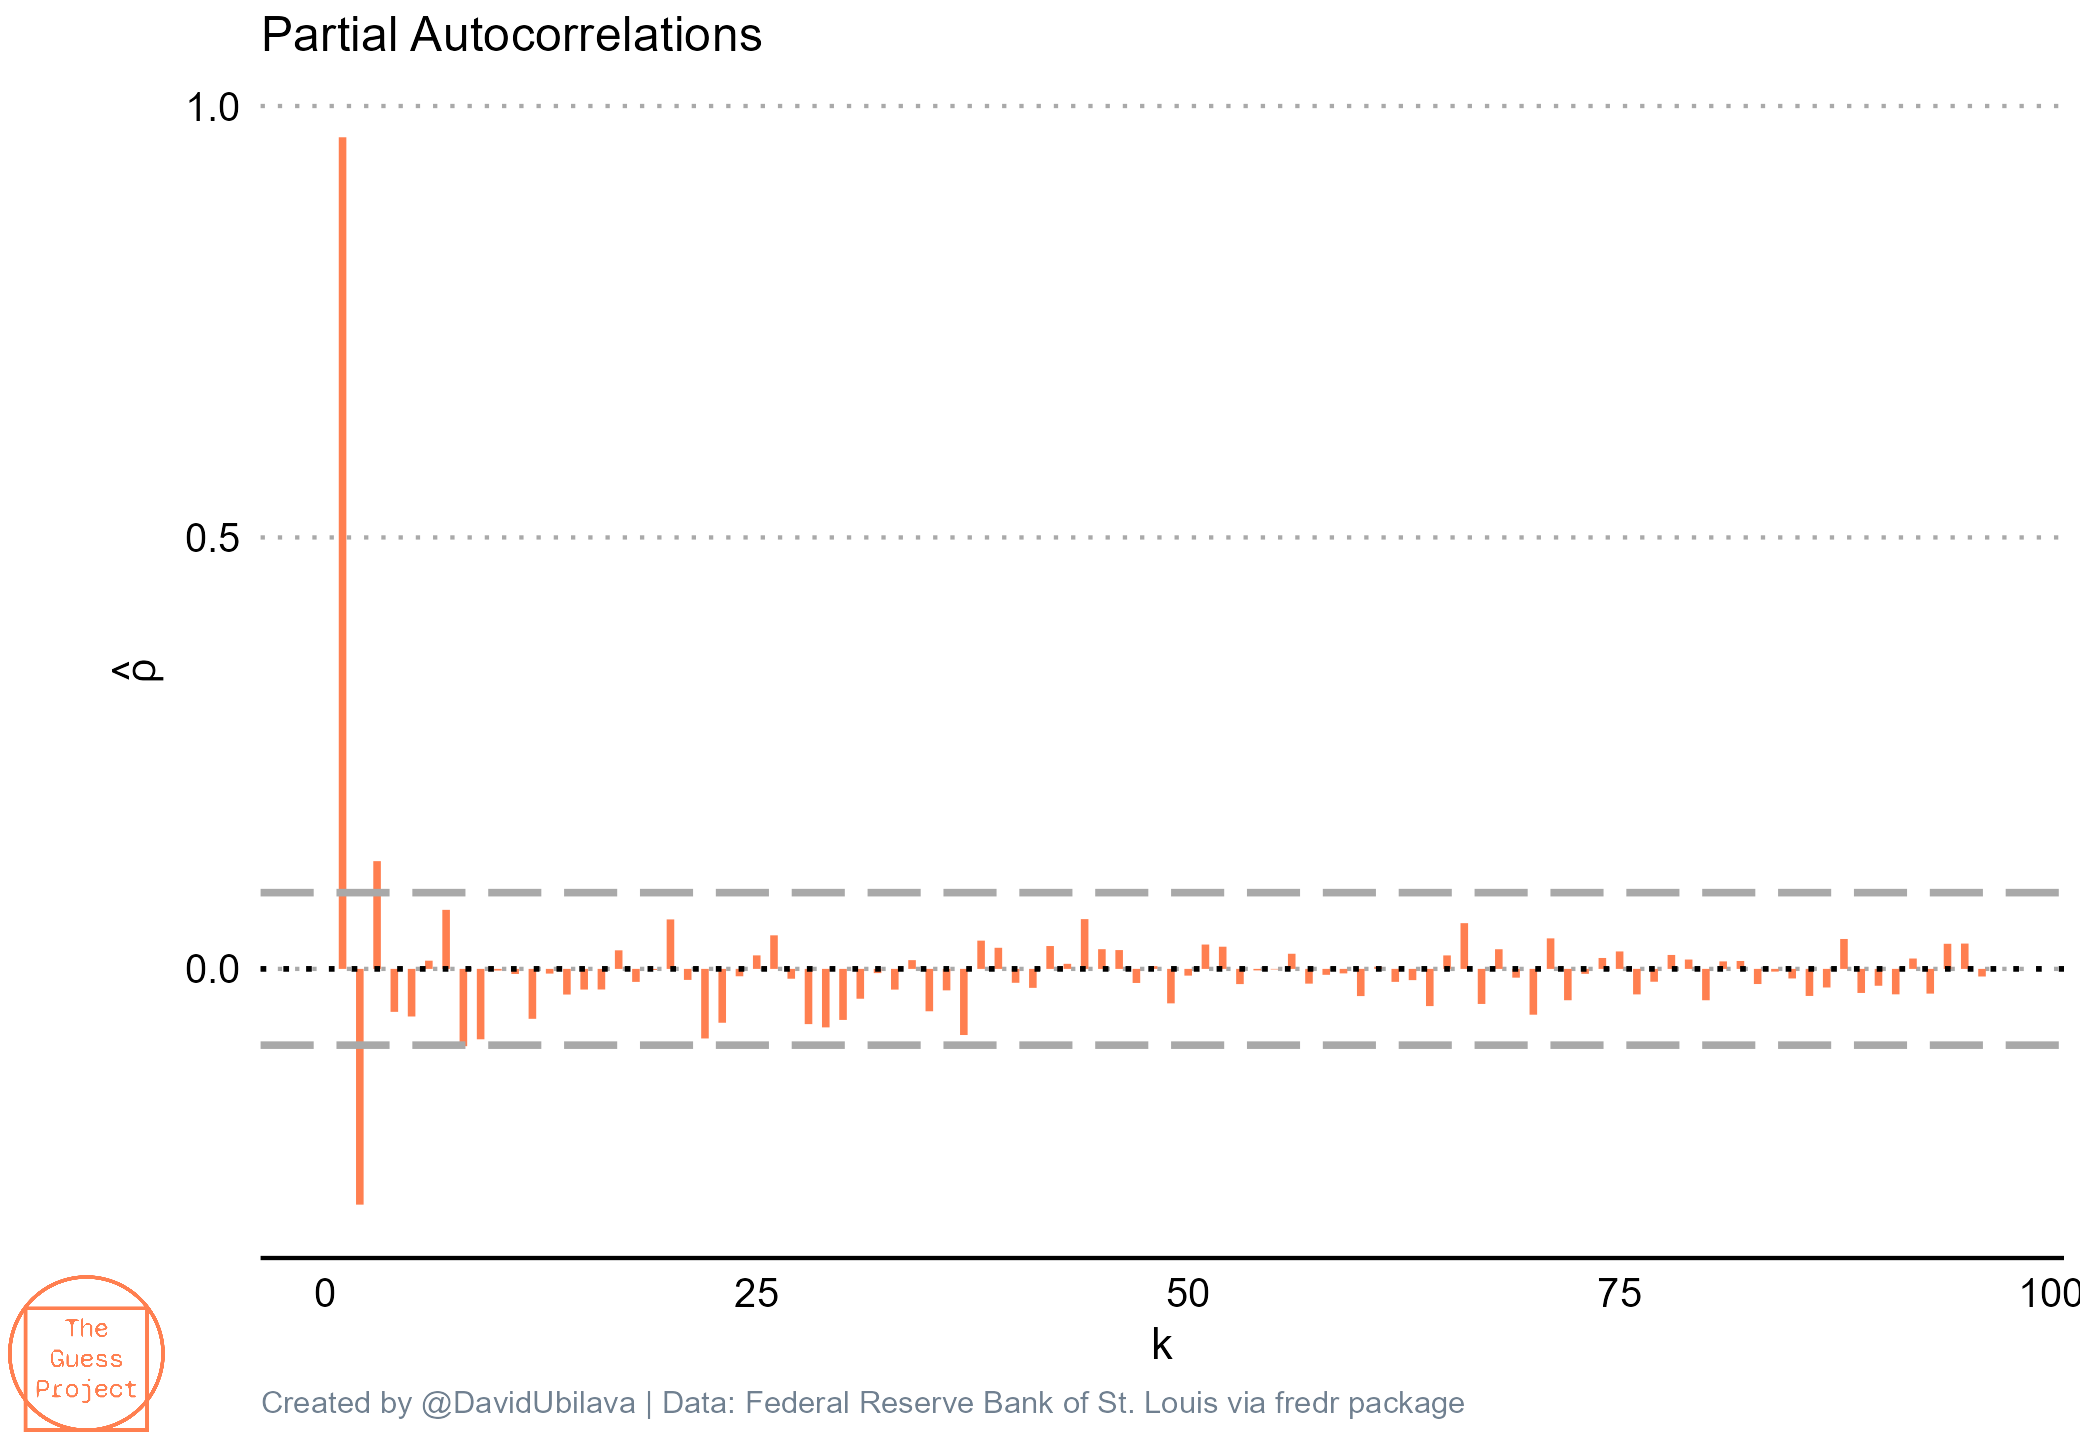 Partial Autocorrelations
1.0
0.5
ρ̂
0.0
0 25 50 75 100
k
The
Guess
Project
Created by @DavidUbilava | Data: Federal Reserve Bank of St. Louis via fredr package